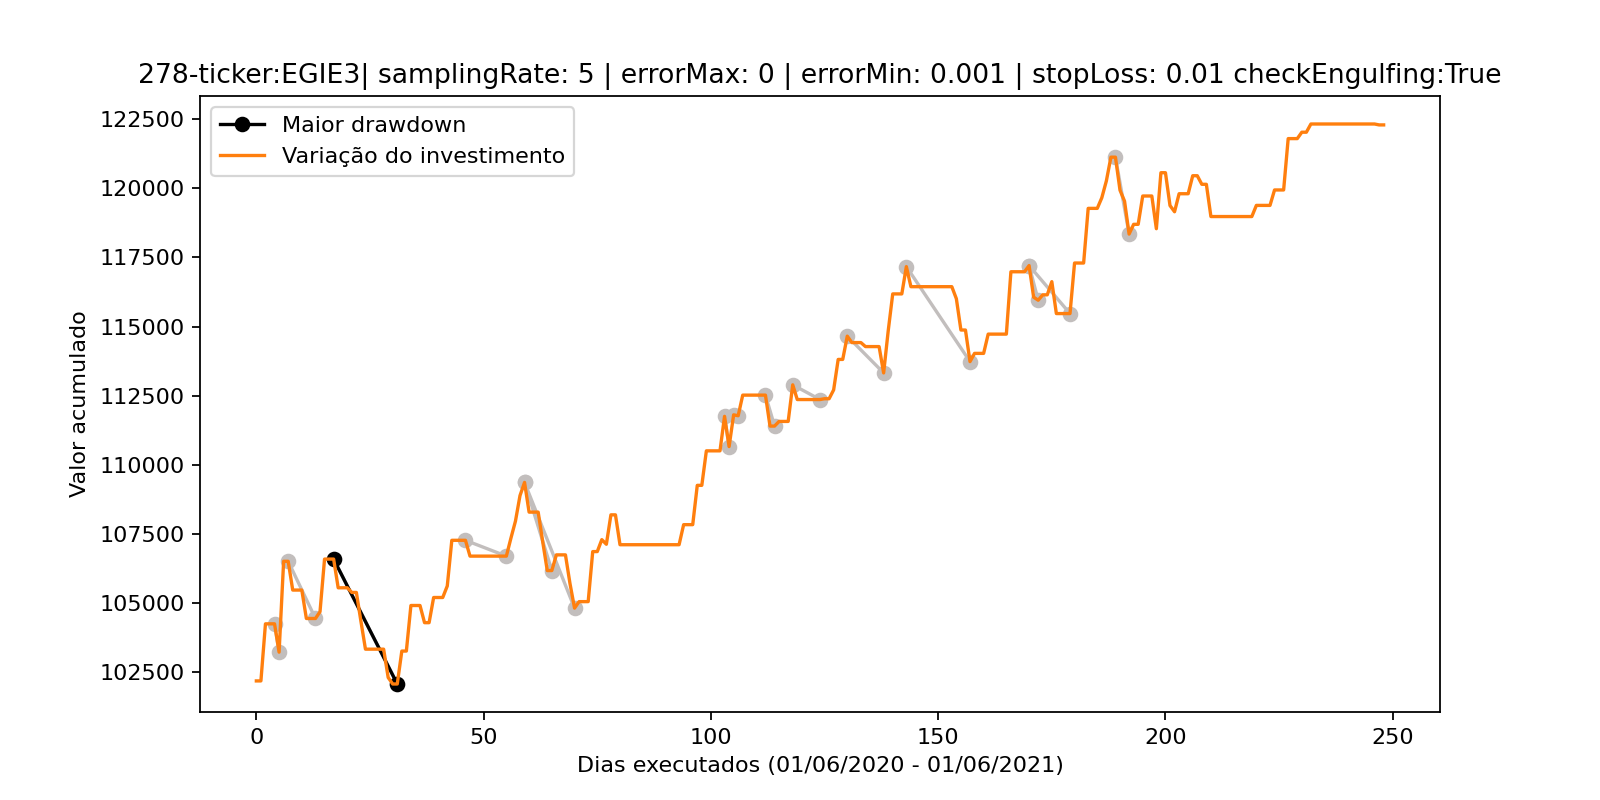 278-ticker:EGIE3| samplingRate: 5 | errorMax: 0 | errorMin: 0.001 | stopLoss: 0.01 checkEngulfing:True
Maior drawdown
Variação do investimento
Valor acumulado
122500
120000
117500
115000
112500
110000
107500
105000
102500
0 50 100 150 200 250
Dias executados (01/06/2020 - 01/06/2021)